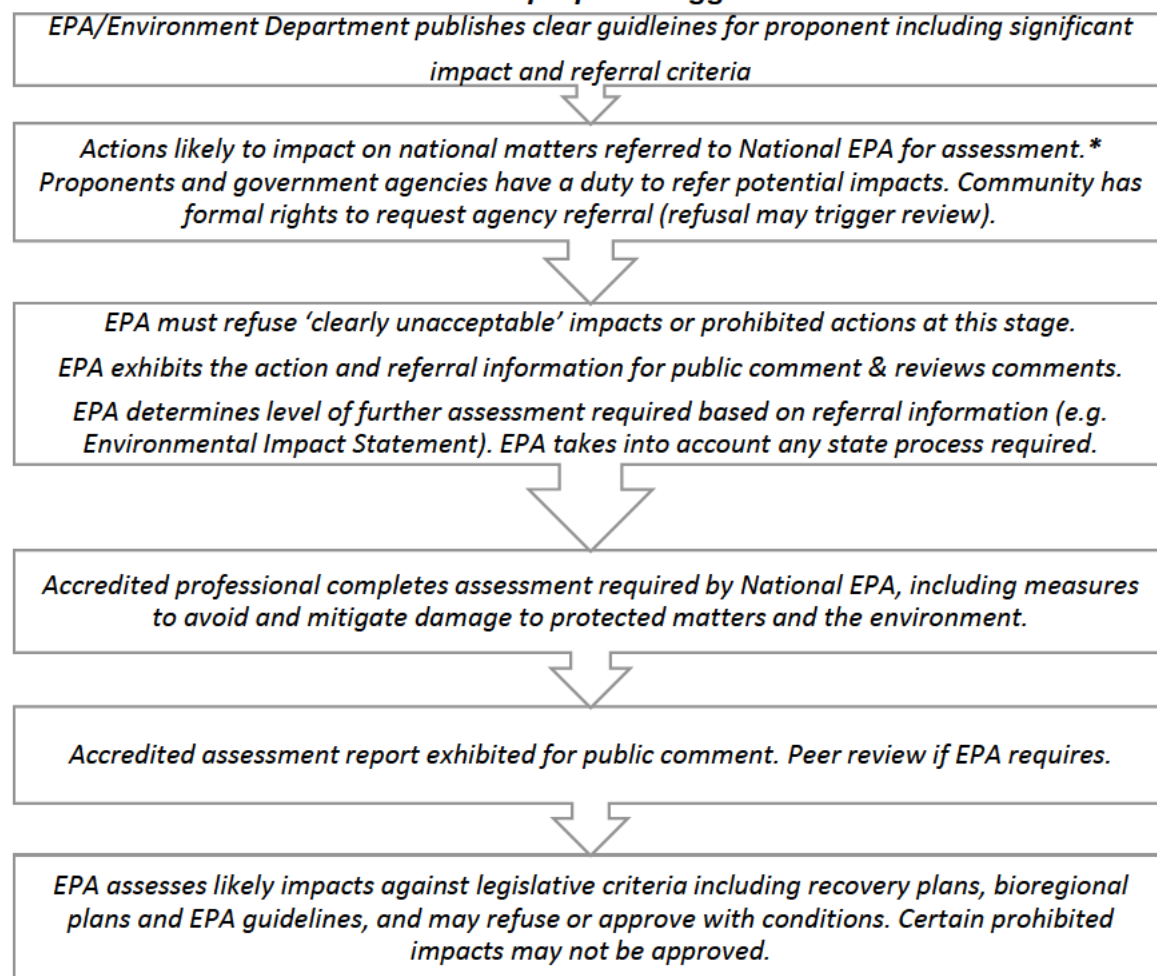 EPA/Environment Department publishes clear guidleines for proponent including significant
impact and referral criteria
Actions likely to impact on national matters referred to National EPA for assessment.*
Proponents and government agencies have a duty to refer potential impacts. Community has
formal rights to request agency referral (refusal may trigger review).
EPA must refuse ‘clearly unacceptable’ impacts or prohibited actions at this stage.
EPA exhibits the action and referral information for public comment & reviews comments.
EPA determines level of further assessment required based on referral information (e.g.
Environmental Impact Statement). EPA takes into account any state process required.
Accredited professional completes assessment required by National EPA, including measures
to avoid and mitigate damage to protected matters and the environment.
Accredited assessment report exhibited for public comment. Peer review if EPA requires.
EPA assesses likely impacts against legislative criteria including recovery plans, bioregional
plans and EPA guidelines, and may refuse or approve with conditions. Certain prohibited
impacts may not be approved.